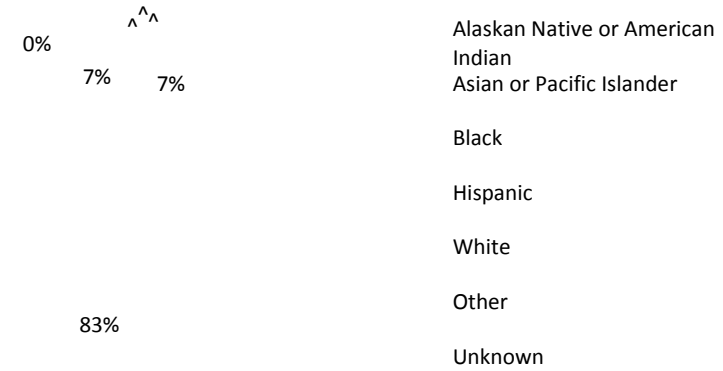 ^^^
0%
7% 7%
83%
Alaskan Native or American
Indian
Asian or Pacific Islander
Black
Hispanic
White
Other
Unknown